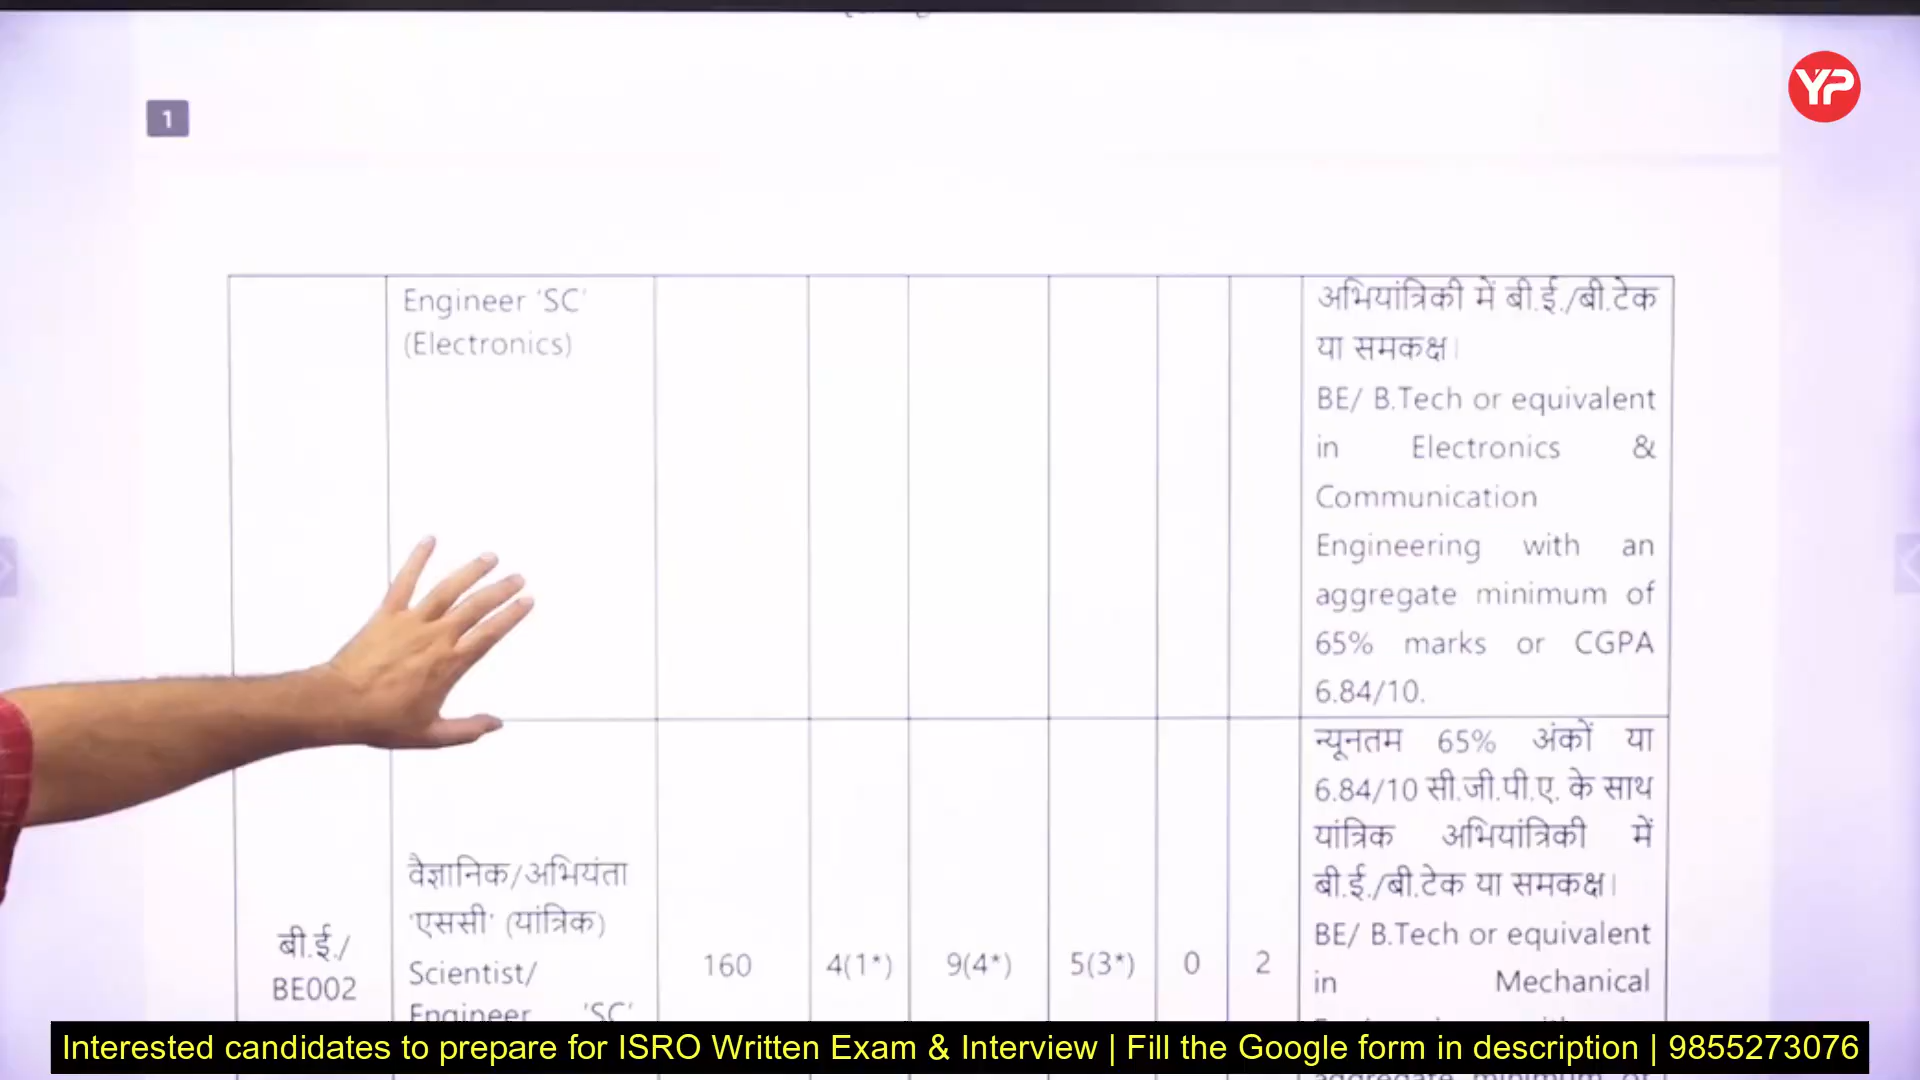 YP
1
Engineer 'SC'
(Electronics)
अभियांत्रिकी में बी.ई./बी.टेक
या समकक्ष।
BE/ B.Tech or equivalent
in Electronics &
Communication
Engineering with an
aggregate minimum of
65% marks or CGPA
6.84/10.
बी.ई./
BE002
वैज्ञानिक/अभियंता
'एससी' (यांत्रिक)
Scientist/
Engineer 'SC'
160
4(1*)
9(4*)
5(3*)
0
2
न्यूनतम 65% अंकों या
6.84/10 सी.जी.पी.ए. के साथ
यांत्रिक अभियांत्रिकी में
बी.ई./बी.टेक या समकक्ष।
BE/ B.Tech or equivalent
in Mechanical
Interested candidates to prepare for ISRO Written Exam & Interview | Fill the Google form in description | 9855273076